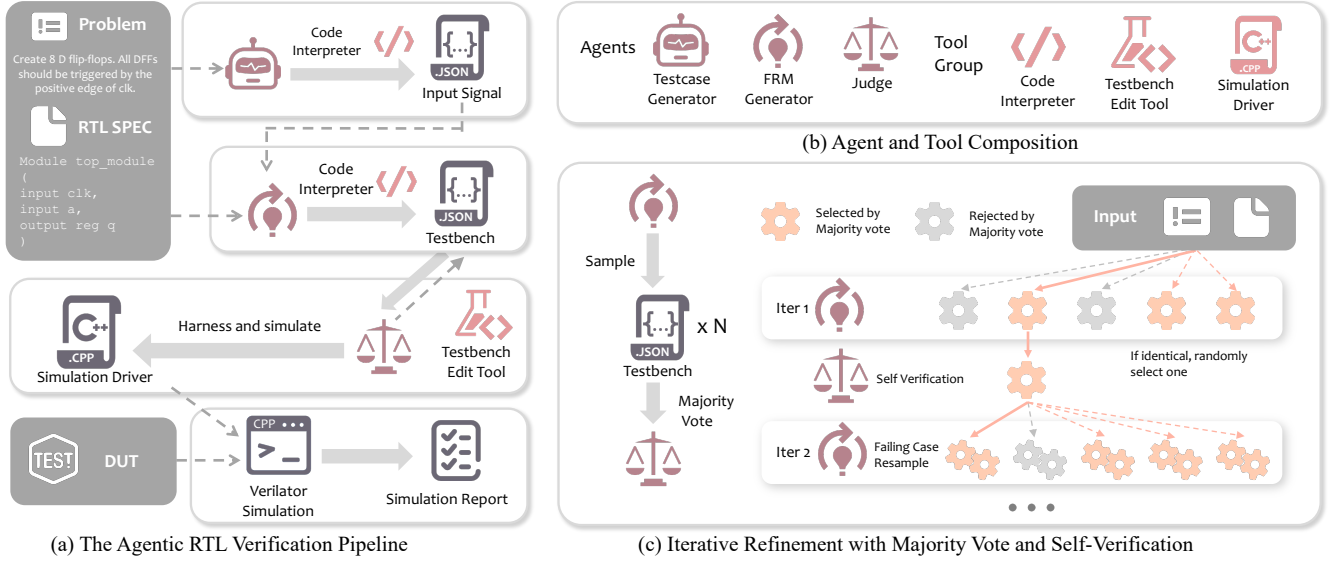 Problem
Create 8 D flip-flops. All DFFs
should be triggered by the
positive edge of clk.
RTL SPEC
Module top_module
(
input clk,
input a,
output reg q
)
Code
Interpreter
{...}
.JSON
Input Signal
Code
Interpreter
{...}
.JSON
Testbench
Harness and simulate
C++
.CPP
Simulation Driver
Testbench
Edit Tool
TEST
DUT
CPP
>_
Verilator
Simulation
Simulation Report
(a) The Agentic RTL Verification Pipeline
Agents
Testcase
Generator
FRM
Generator
Judge
Tool
Group
Code
Interpreter
Testbench
Edit Tool
C++
.CPP
Simulation
Driver
(b) Agent and Tool Composition
Sample
{...}
.JSON
x N
Testbench
Majority
Vote
Selected by
Majority vote
Rejected by
Majority vote
Input
Iter 1
Self Verification
If identical, randomly
select one
Iter 2
Failing Case
Resample
(c) Iterative Refinement with Majority Vote and Self-Verification